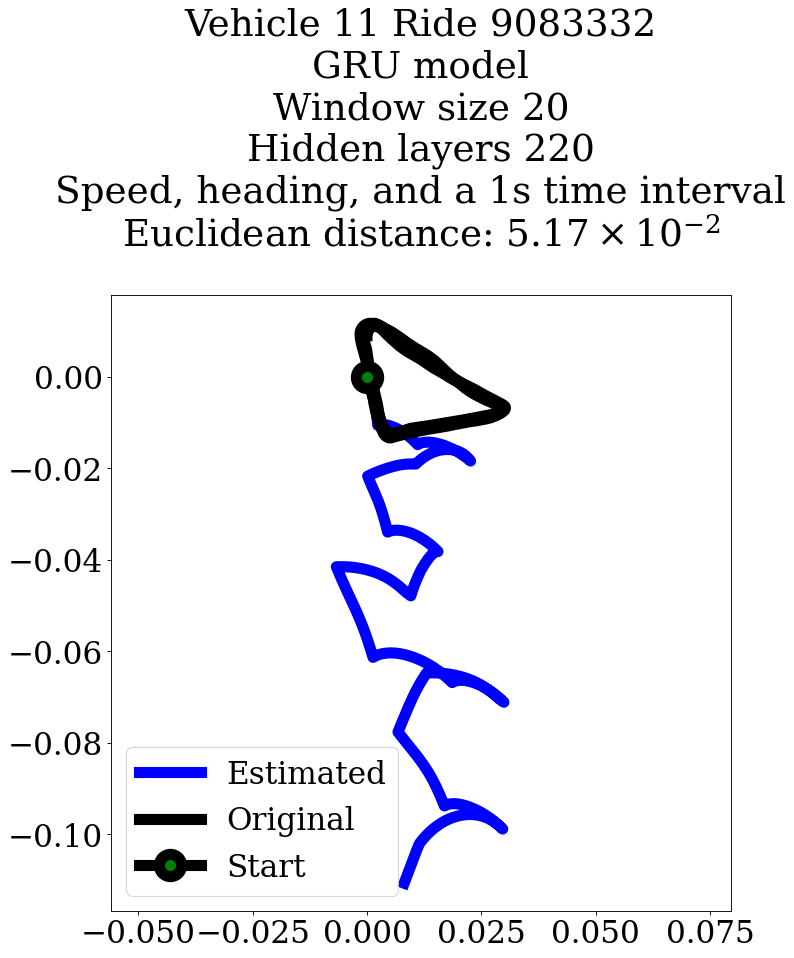 Vehicle 11 Ride 9083332
GRU model
Window size 20
Hidden layers 220
Speed, heading, and a 1s time interval
Euclidean distance: 5.17 × 10⁻²
0.00
−0.02
−0.04
−0.06
−0.08
−0.10
Estimated
Original
Start
−0.050 −0.025 0.000 0.025 0.050 0.075